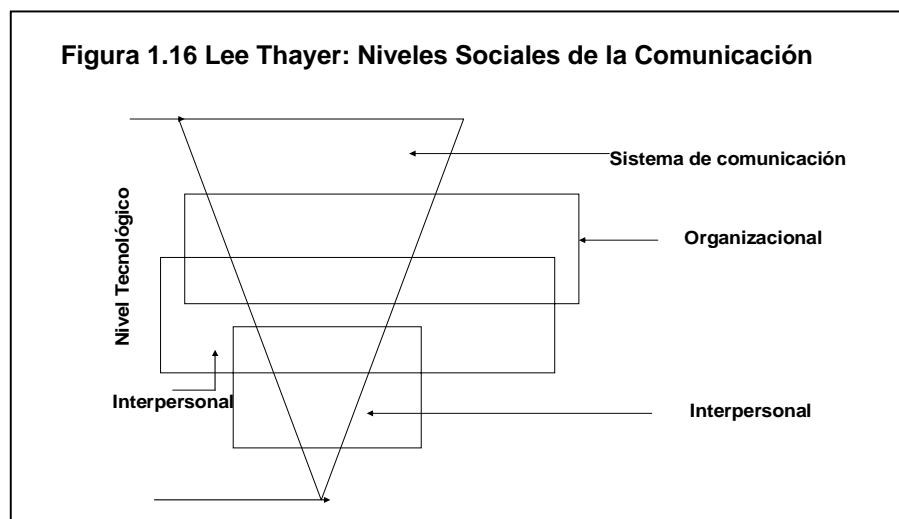 Figura 1.16 Lee Thayer: Niveles Sociales de la Comunicación
Sistema de comunicación
Nivel Tecnológico
Organizacional
Interpersonal
Interpersonal